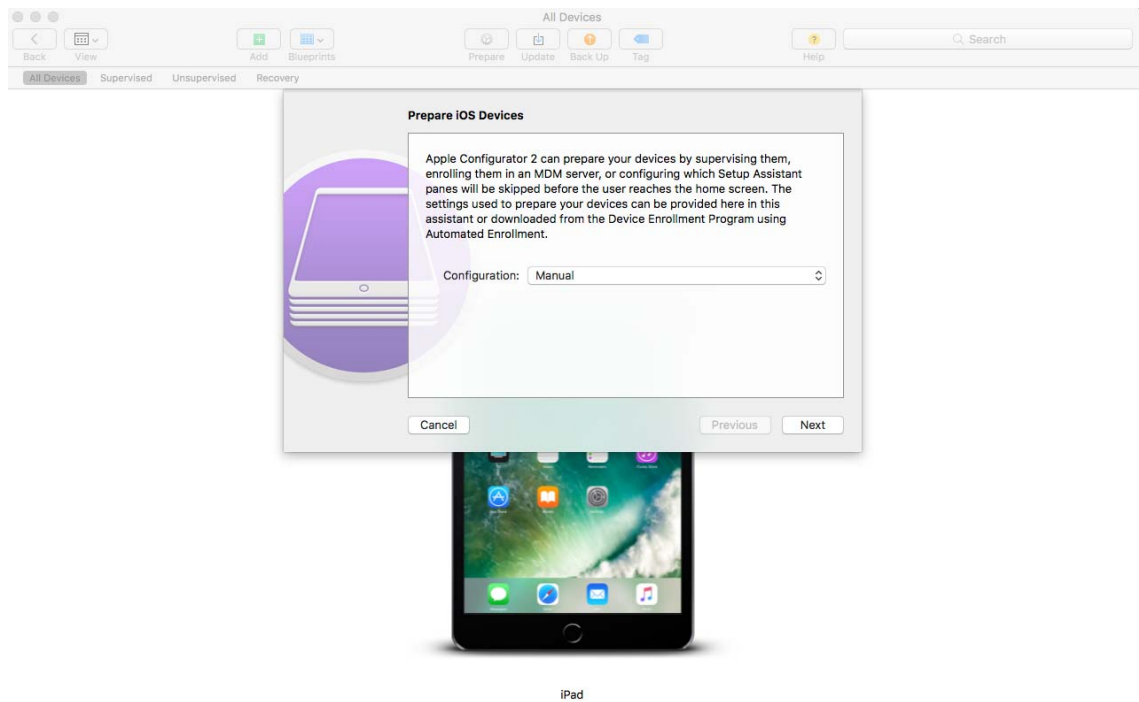 All Devices
Back View Add Blueprints Prepare Update Back Up Tag ? Help Search
All Devices Supervised Unsupervised Recovery
Prepare iOS Devices
Apple Configurator 2 can prepare your devices by supervising them,
enrolling them in an MDM server, or configuring which Setup Assistant
panes will be skipped before the user reaches the home screen. The
settings used to prepare your devices can be provided here in this
assistant or downloaded from the Device Enrollment Program using
Automated Enrollment.
Configuration: Manual
Cancel Previous Next
iPad